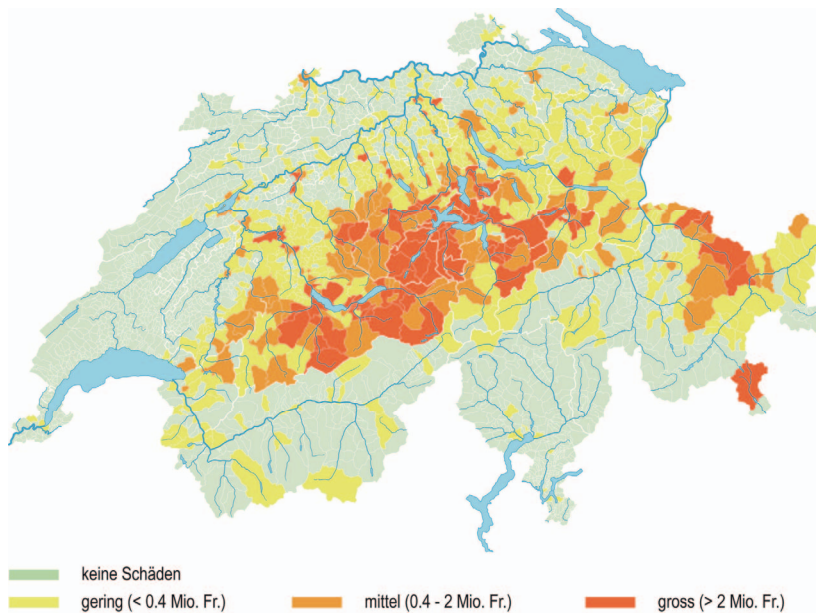 keine Schäden
gering (< 0.4 Mio. Fr.) mittel (0.4 - 2 Mio. Fr.) gross (> 2 Mio. Fr.)